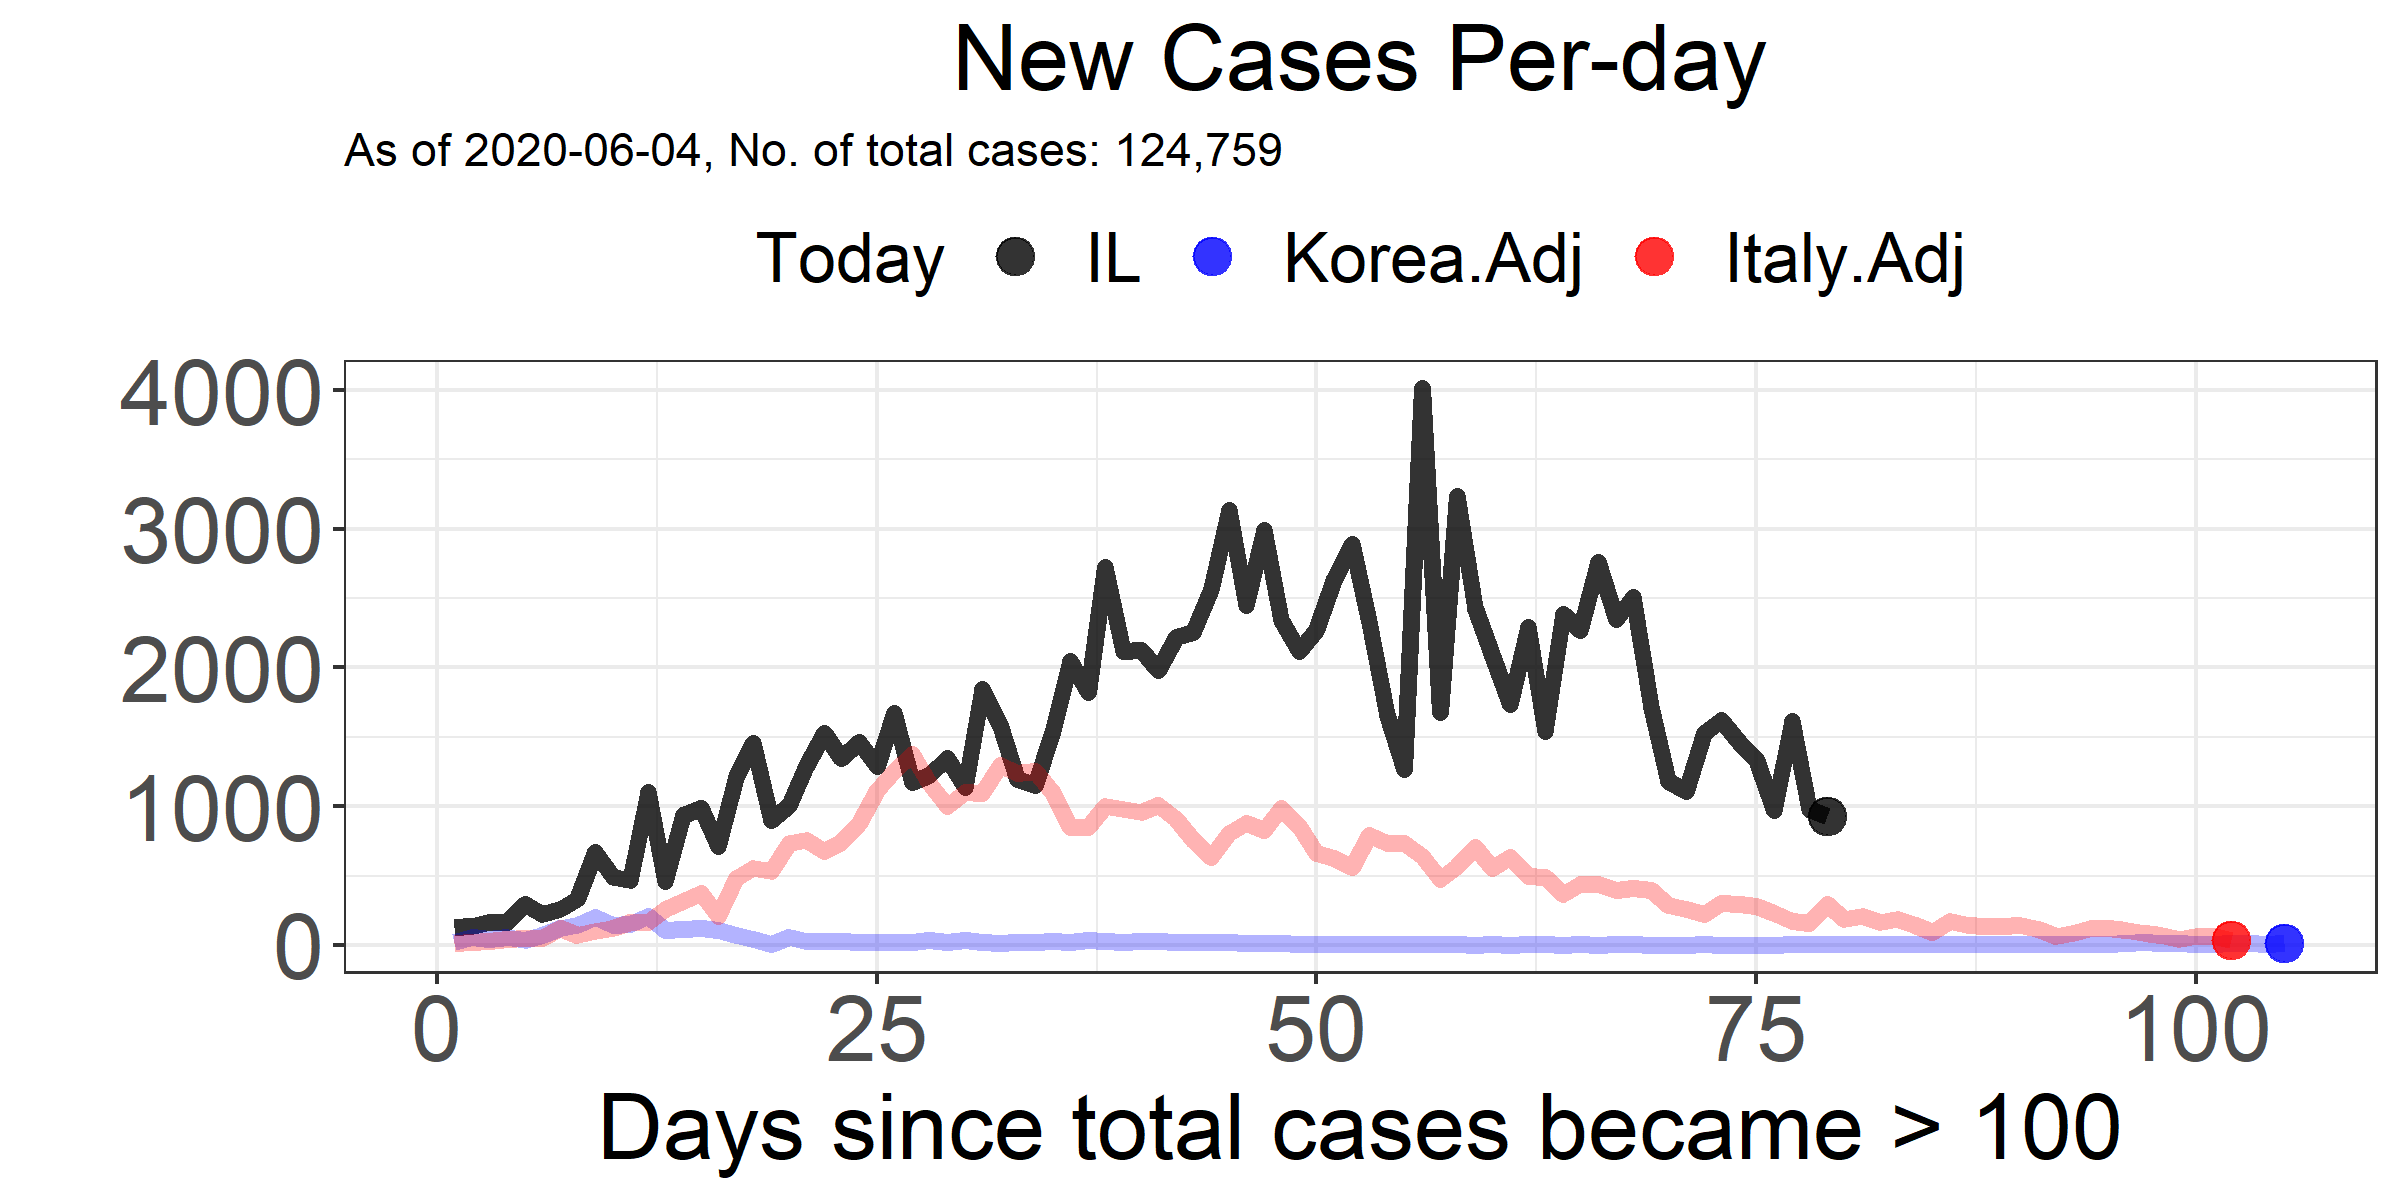 New Cases Per-day
As of 2020-06-04, No. of total cases: 124,759
Today IL Korea.Adj Italy.Adj
4000
3000
2000
1000
0
0 25 50 75 100
Days since total cases became > 100